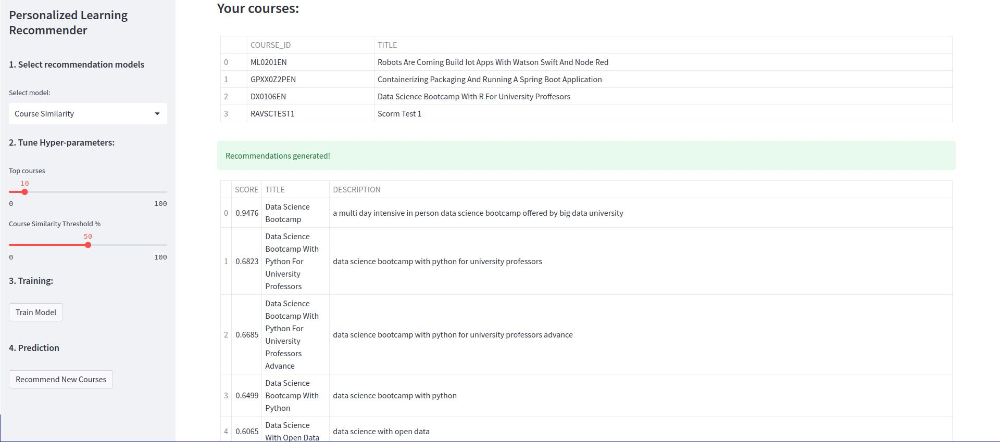 Personalized Learning
Recommender
1. Select recommendation models
Select model:
Course Similarity
2. Tune Hyper-parameters:
Top courses
10
0 100
Course Similarity Threshold %
50
0 100
3. Training:
Train Model
4. Prediction
Recommend New Courses
Your courses:
COURSE_ID TITLE
0 ML0201EN Robots Are Coming Build Iot Apps With Watson Swift And Node Red
1 GPXX0Z2PEN Containerizing Packaging And Running A Spring Boot Application
2 DX0106EN Data Science Bootcamp With R For University Proffesors
3 RAVSCTEST1 Scorm Test 1
Recommendations generated!
SCORE TITLE DESCRIPTION
0 0.9476 Data Science
Bootcamp
a multi day intensive in person data science bootcamp offered by big data university
1 0.6823 Data Science
Bootcamp With
Python For
University
Professors
data science bootcamp with python for university professors
2 0.6685 Data Science
Bootcamp With
Python For
University
Professors
Advance
data science bootcamp with python for university professors advance
3 0.6499 Data Science
Bootcamp With
Python
data science bootcamp with python
4 0.6065 Data Science
With Open Data
data science with open data